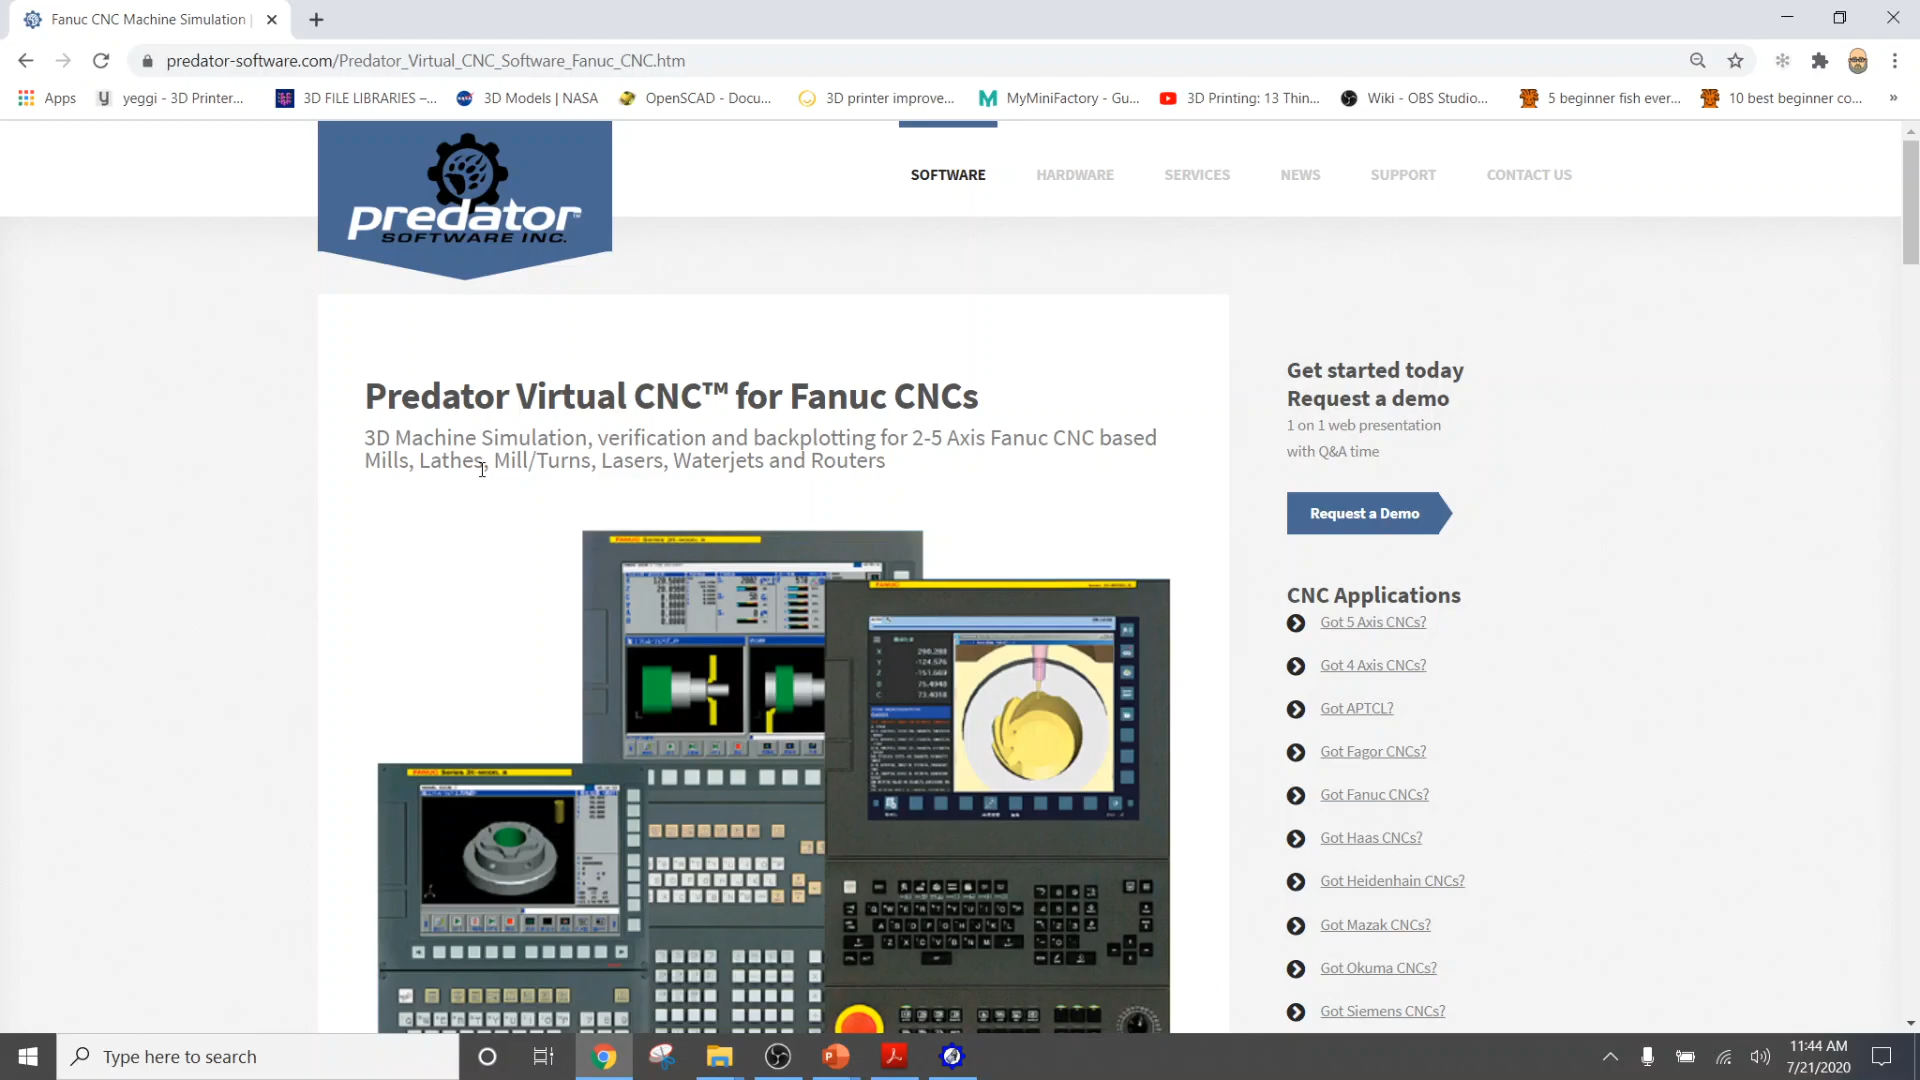 Fanuc CNC Machine Simulation |
predator-software.com/Predator_Virtual_CNC_Software_Fanuc_CNC.htm
Apps
yeggi - 3D Printer...
3D FILE LIBRARIES –...
3D Models | NASA
OpenSCAD - Docu...
3D printer improve...
MyMiniFactory - Gu...
3D Printing: 13 Thin...
Wiki - OBS Studio...
5 beginner fish ever...
10 best beginner co...
»
predator™
SOFTWARE INC.
SOFTWARE
HARDWARE
SERVICES
NEWS
SUPPORT
CONTACT US
Predator Virtual CNC™ for Fanuc CNCs
3D Machine Simulation, verification and backplotting for 2-5 Axis Fanuc CNC based
Mills, Lathes, Mill/Turns, Lasers, Waterjets and Routers
Get started today
Request a demo
1 on 1 web presentation
with Q&A time
Request a Demo
CNC Applications
Got 5 Axis CNCs?
Got 4 Axis CNCs?
Got APTCL?
Got Fagor CNCs?
Got Fanuc CNCs?
Got Haas CNCs?
Got Heidenhain CNCs?
Got Mazak CNCs?
Got Okuma CNCs?
Got Siemens CNCs?
Type here to search
11:44 AM
7/21/2020